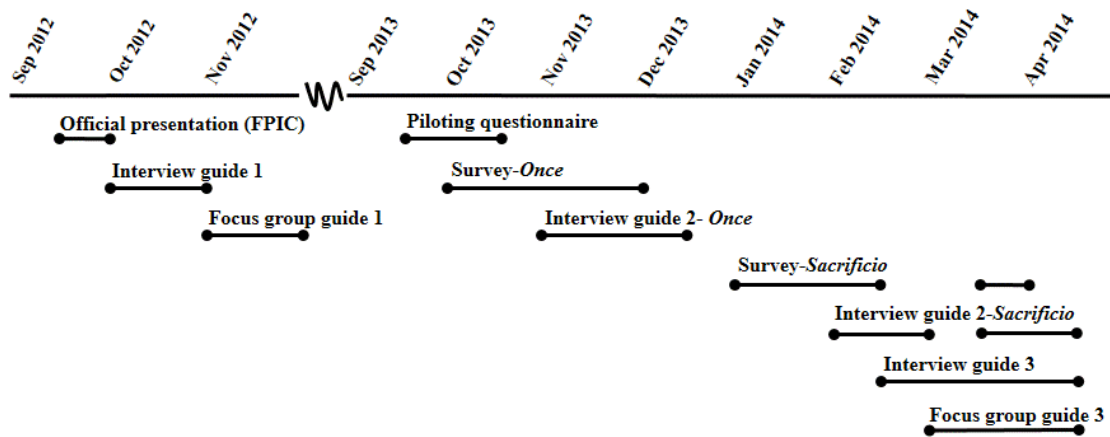 Sep 2012
Oct 2012
Nov 2012
Sep 2013
Oct 2013
Nov 2013
Dec 2013
Jan 2014
Feb 2014
Mar 2014
Apr 2014
Official presentation (FPIC)
Piloting questionnaire
Interview guide 1
Survey-Once
Focus group guide 1
Interview guide 2- Once
Survey-Sacrificio
Interview guide 2-Sacrificio
Interview guide 3
Focus group guide 3